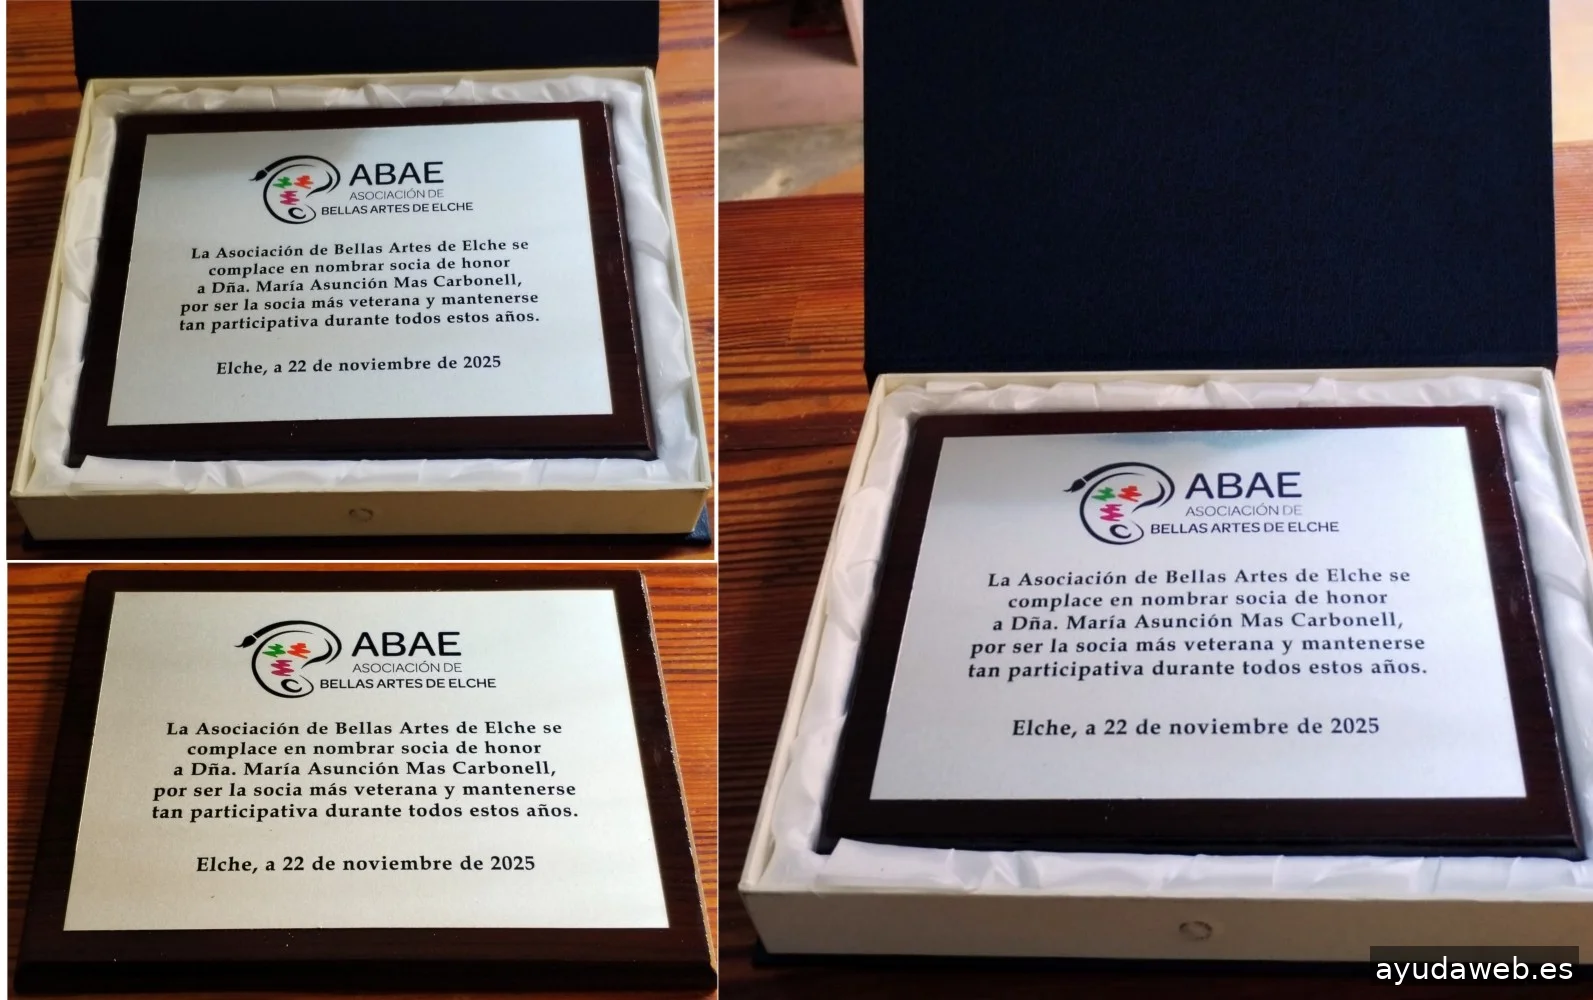 ABAE
ASOCIACIÓN DE
BELLAS ARTES DE ELCHE
La Asociación de Bellas Artes de Elche se
complace en nombrar socia de honor
a Dña. María Asunción Mas Carbonell,
por ser la socia más veterana y mantenerse
tan participativa durante todos estos años.
Elche, a 22 de noviembre de 2025
ABAE
ASOCIACIÓN DE
BELLAS ARTES DE ELCHE
La Asociación de Bellas Artes de Elche se
complace en nombrar socia de honor
a Dña. María Asunción Mas Carbonell,
por ser la socia más veterana y mantenerse
tan participativa durante todos estos años.
Elche, a 22 de noviembre de 2025
ABAE
ASOCIACIÓN DE
BELLAS ARTES DE ELCHE
La Asociación de Bellas Artes de Elche se
complace en nombrar socia de honor
a Dña. María Asunción Mas Carbonell,
por ser la socia más veterana y mantenerse
tan participativa durante todos estos años.
Elche, a 22 de noviembre de 2025
ayudaweb.es